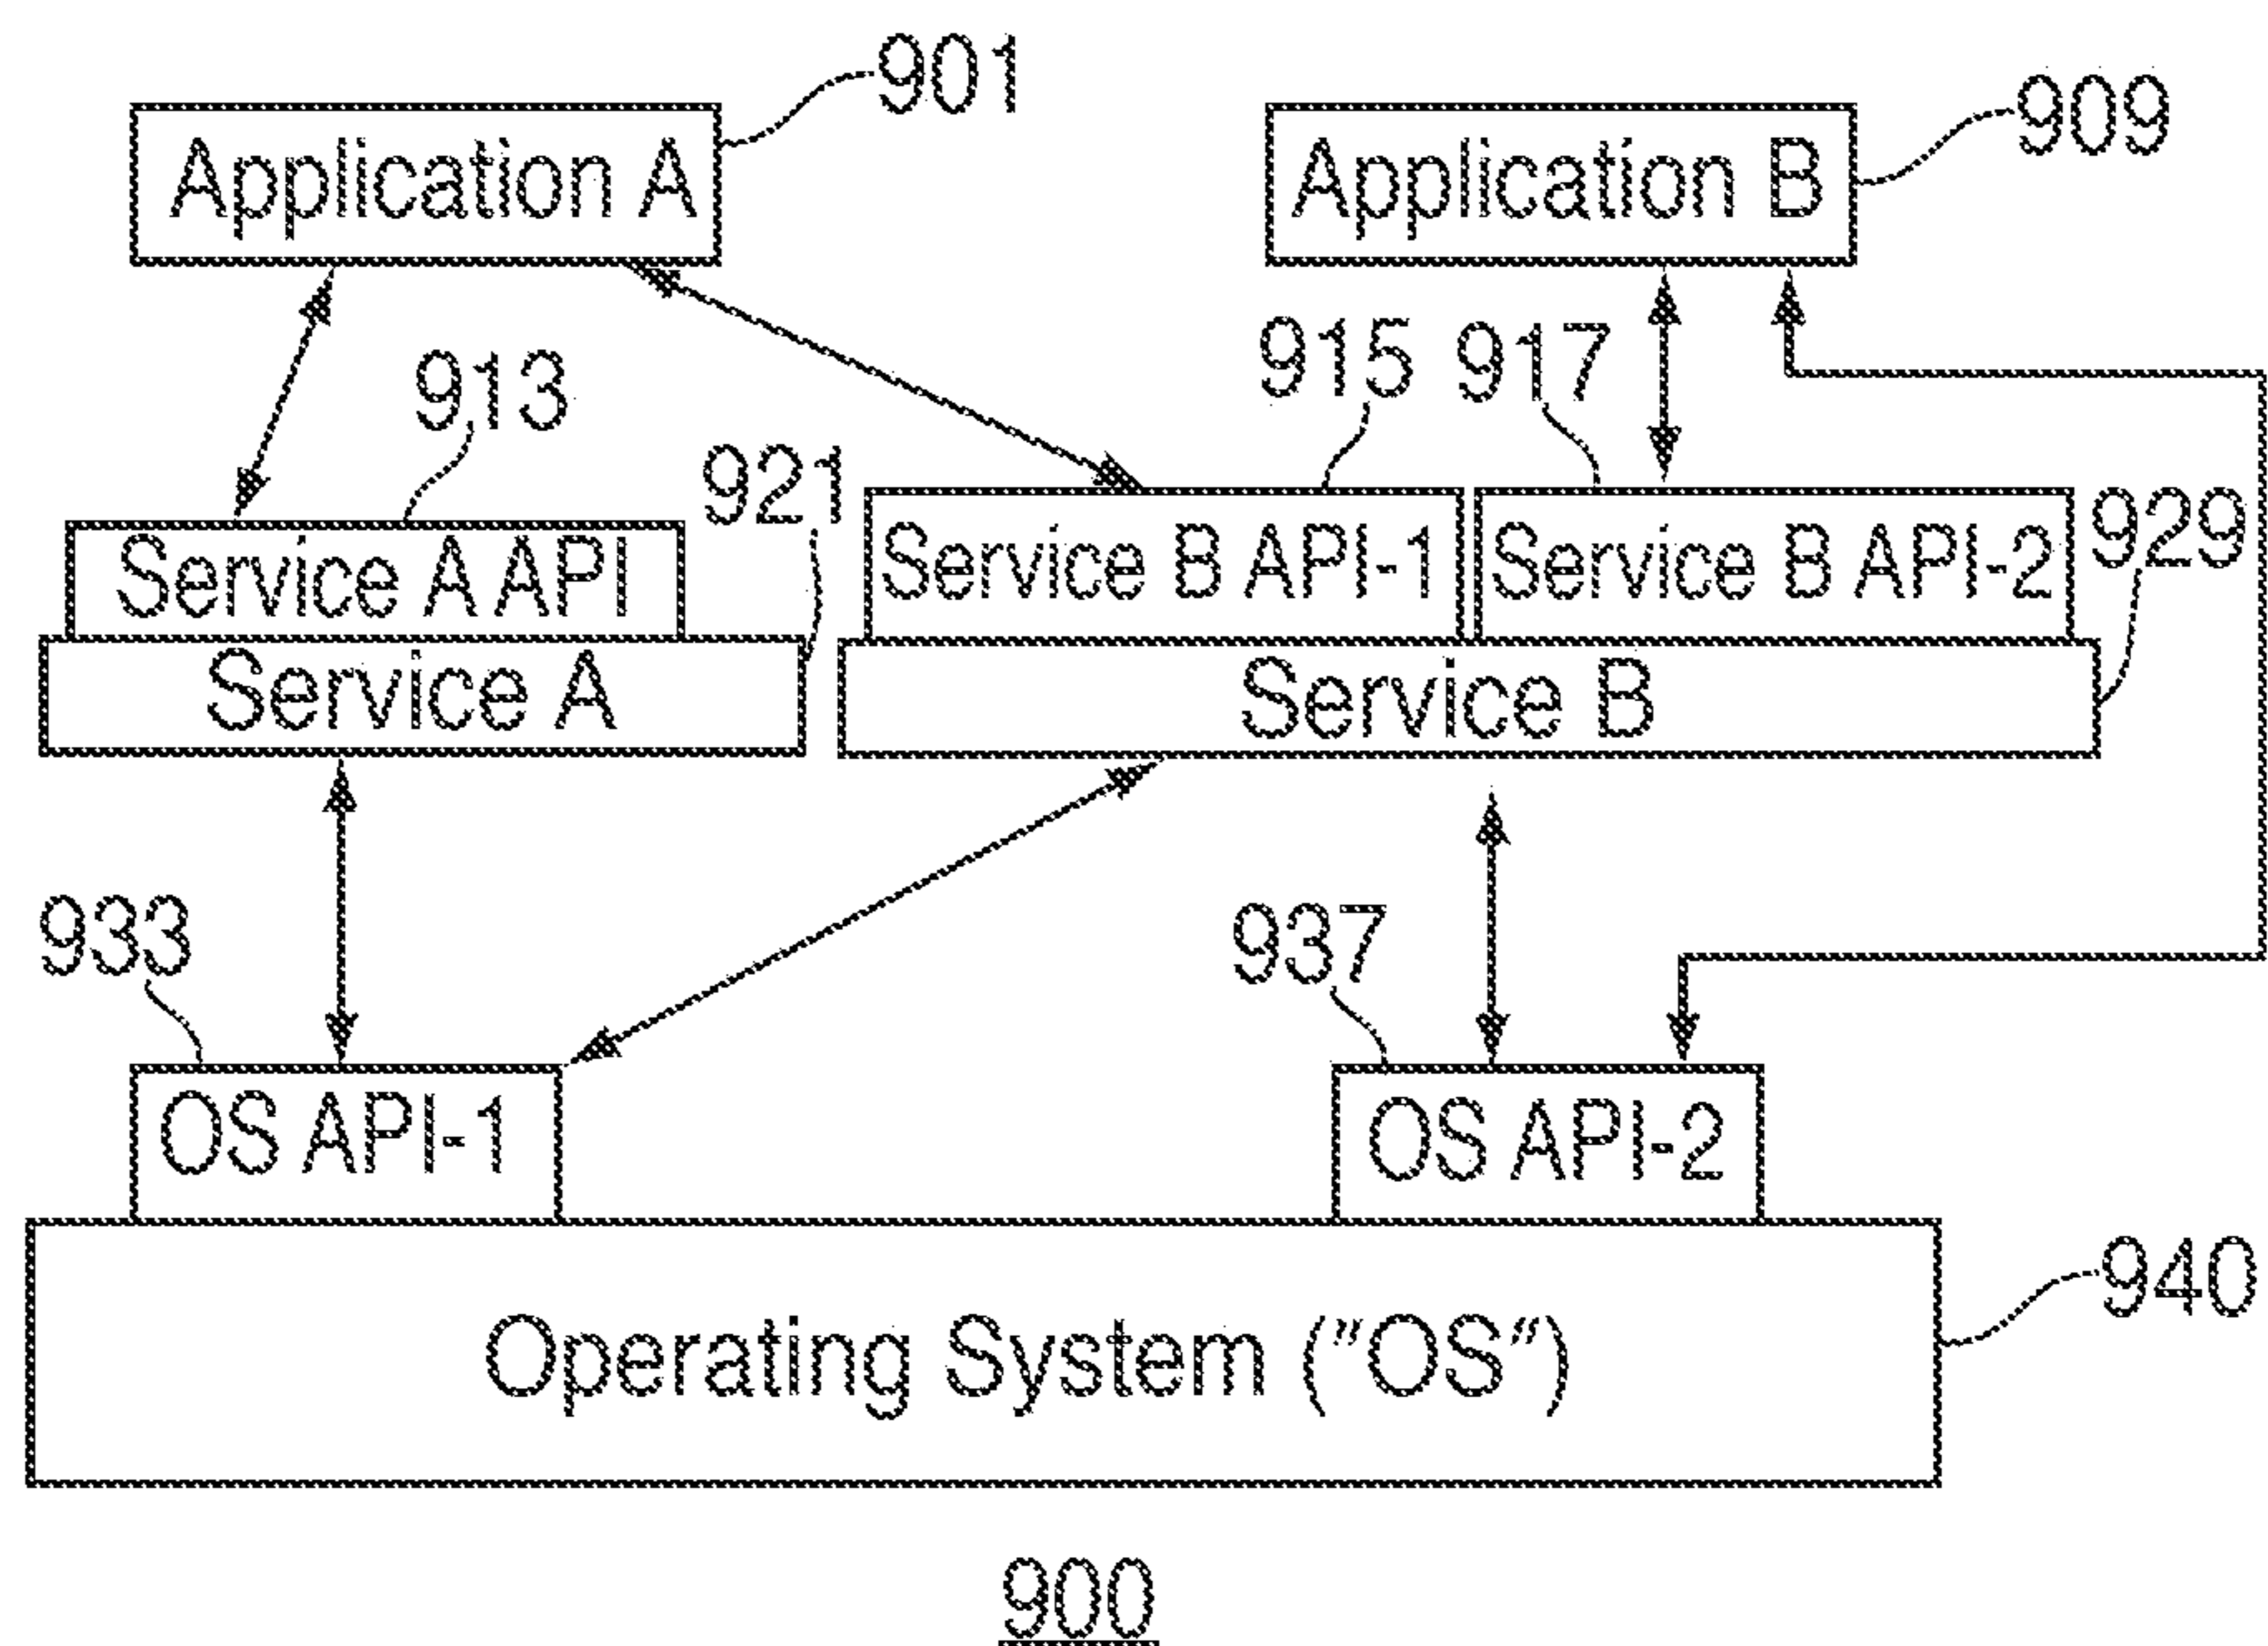 901
909
Application A
Application B
913
915
917
921
929
Service A API
Service B API-1
Service B API-2
Service A
Service B
933
937
OS API-1
OS API-2
940
Operating System ("OS")
900